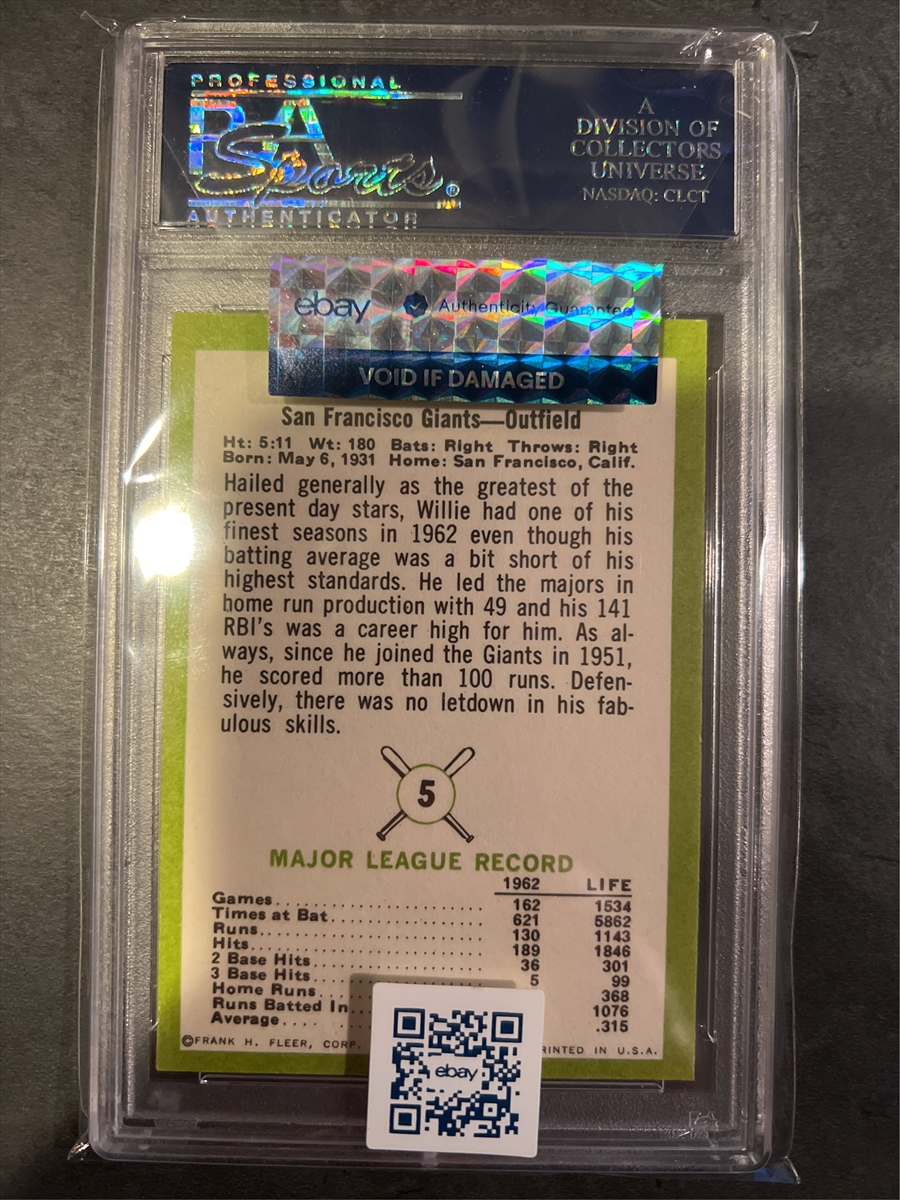 PROFESSIONAL
PSA
Sports
AUTHENTICATOR
®
A
DIVISION OF
COLLECTORS
UNIVERSE
NASDAQ: CLCT
ebay Authenticity Guarantee
VOID IF DAMAGED
San Francisco Giants—Outfield
Ht: 5:11 Wt: 180 Bats: Right Throws: Right
Born: May 6, 1931 Home: San Francisco, Calif.
Hailed generally as the greatest of the
present day stars, Willie had one of his
finest seasons in 1962 even though his
batting average was a bit short of his
highest standards. He led the majors in
home run production with 49 and his 141
RBI's was a career high for him. As al-
ways, since he joined the Giants in 1951,
he scored more than 100 runs. Defen-
sively, there was no letdown in his fab-
ulous skills.
5
MAJOR LEAGUE RECORD
1962 LIFE
Games 162 1534
Times at Bat 621 5862
Runs 130 1143
Hits 189 1846
2 Base Hits 36 301
3 Base Hits 5 99
Home Runs 368
Runs Batted In 1076
Average .315
©FRANK H. FLEER, CORP. IN U.S.A.
ebay